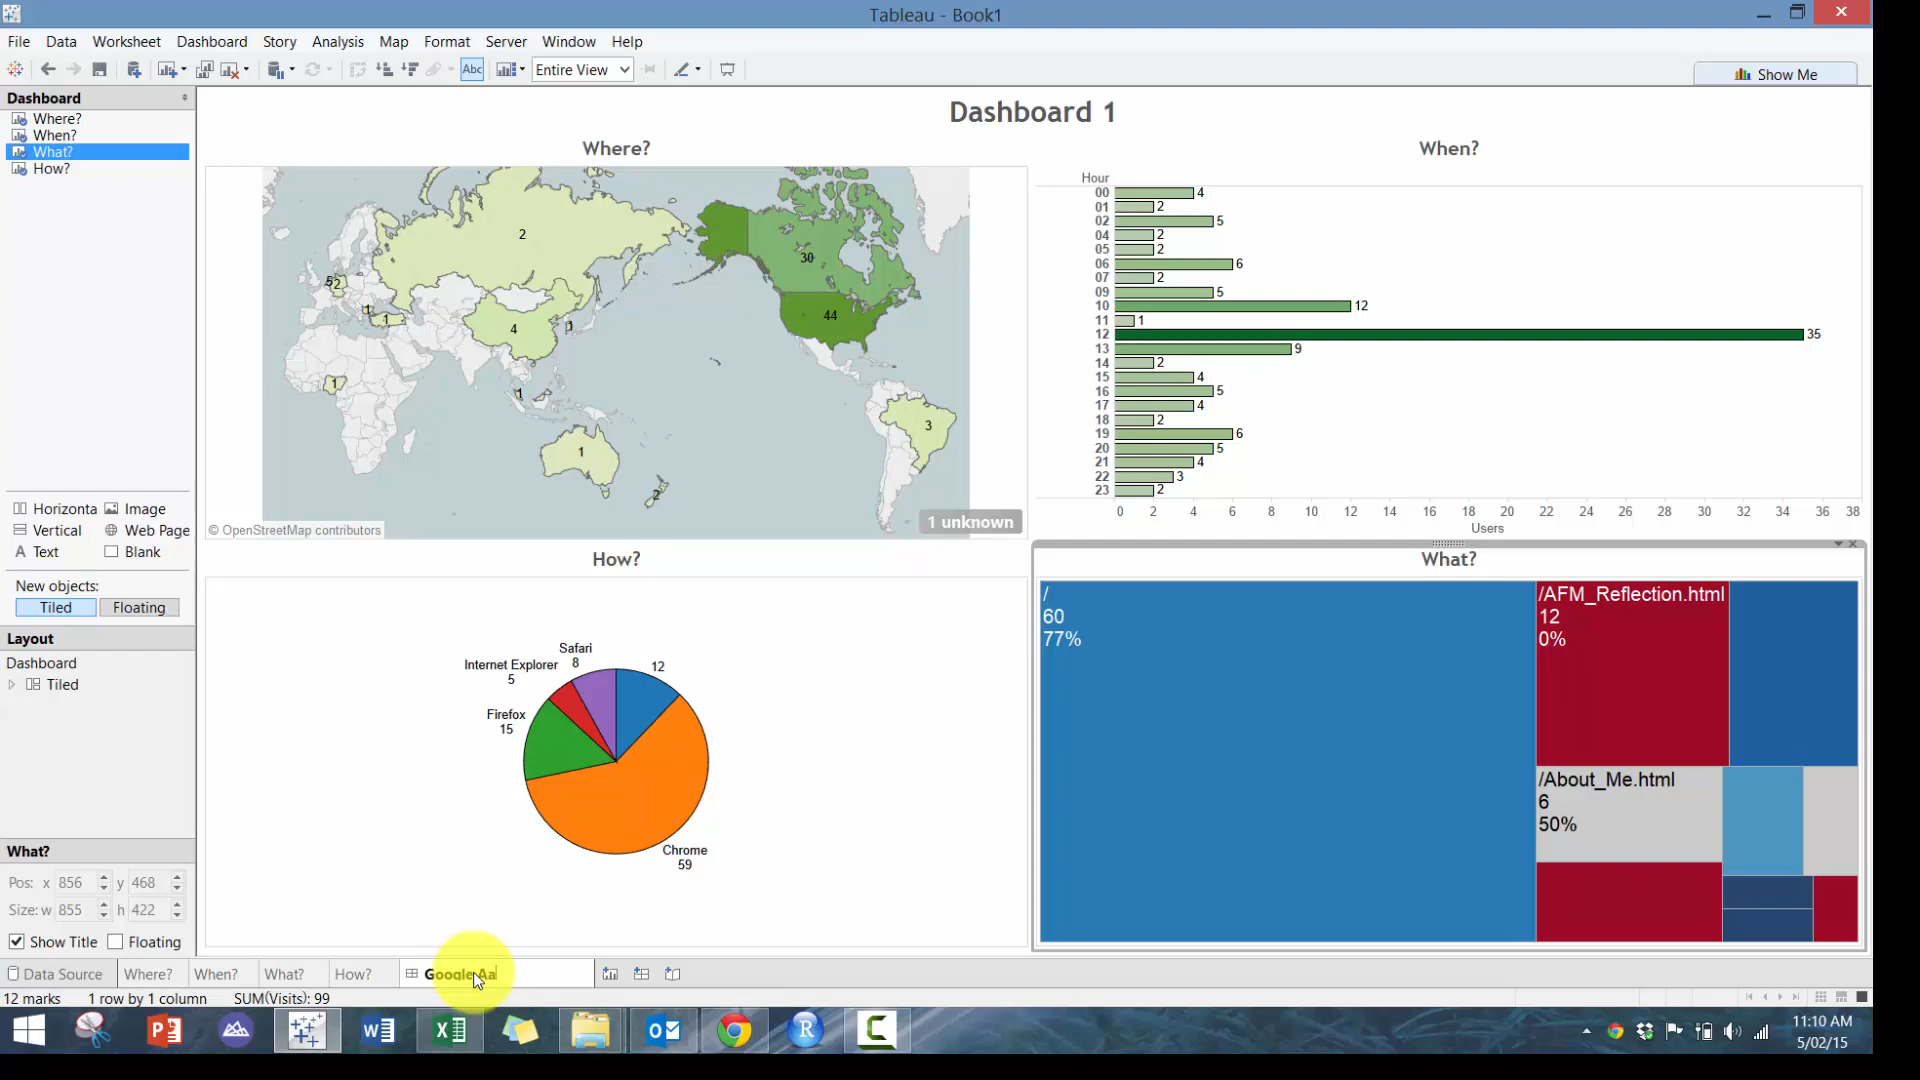 Tableau - Book1
File Data Worksheet Dashboard Story Analysis Map Format Server Window Help
Abc Entire View
Show Me
Dashboard
Where?
When?
What?
How?
Horizonta Image
Vertical Web Page
A Text Blank
New objects:
Tiled Floating
Layout
Dashboard
Tiled
What?
Pos: x 856 y 468
Size: w 855 h 422
Show Title Floating
Dashboard 1
Where?
2
30
5
2
1
1
4
1
44
1
1
3
1
2
© OpenStreetMap contributors
1 unknown
When?
Hour
00 4
01 2
02 5
04 2
05 2
06 6
07 2
09 5
10 12
11 1
12 35
13 9
14 2
15 4
16 5
17 4
18 2
19 6
20 5
21 4
22 3
23 2
0 2 4 6 8 10 12 14 16 18 20 22 24 26 28 30 32 34 36 38
Users
How?
Safari
8
12
Internet Explorer
5
Firefox
15
Chrome
59
What?
/
60
77%
/AFM_Reflection.html
12
0%
/About_Me.html
6
50%
Data Source Where? When? What? How? Google Aa
12 marks 1 row by 1 column SUM(Visits): 99
11:10 AM
5/02/15